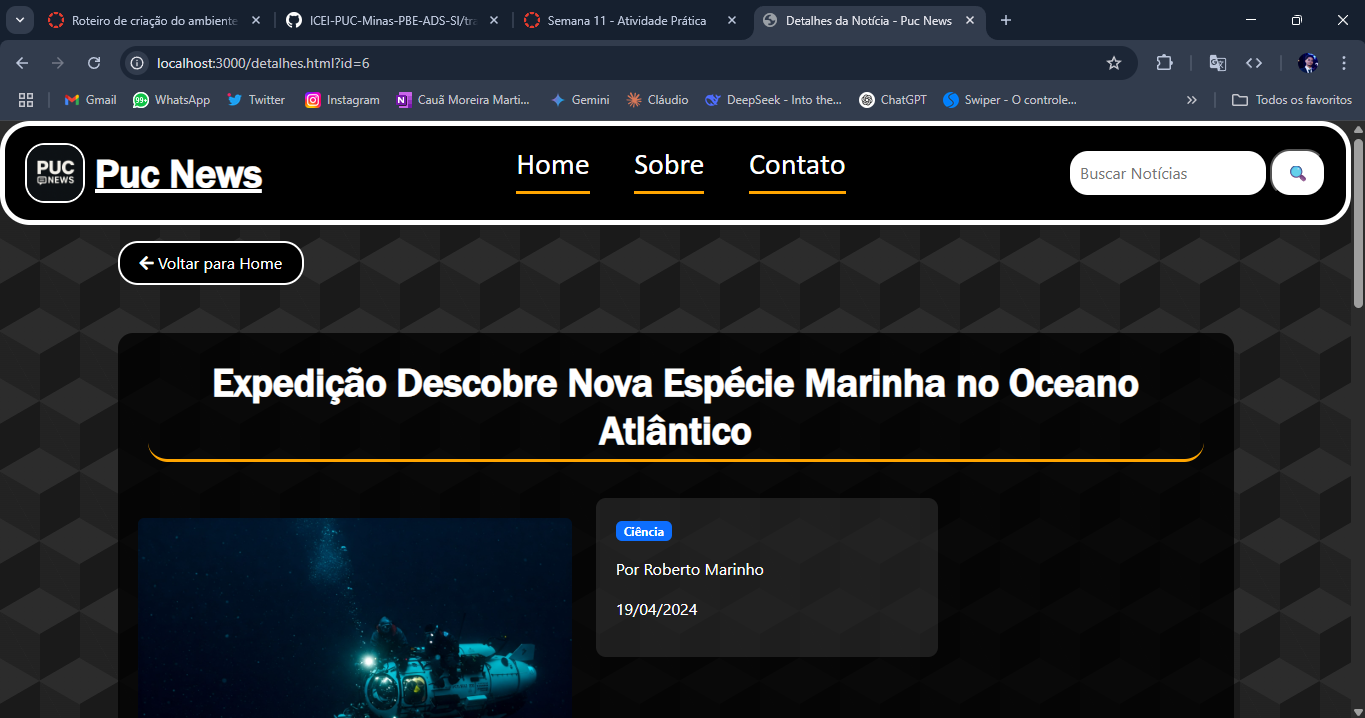 Roteiro de criação do ambiente
ICEI-PUC-Minas-PBE-ADS-SI/tra
Semana 11 - Atividade Prática
Detalhes da Notícia - Puc News
localhost:3000/detalhes.html?id=6
Gmail
99+
WhatsApp
Twitter
Instagram
N
Cauã Moreira Marti...
Gemini
Cláudio
DeepSeek - Into the...
ChatGPT
Swiper - O controle...
Todos os favoritos
PUC
NEWS
Puc News
Home
Sobre
Contato
Buscar Notícias
Voltar para Home
Expedição Descobre Nova Espécie Marinha no Oceano
Atlântico
Ciência
Por Roberto Marinho
19/04/2024